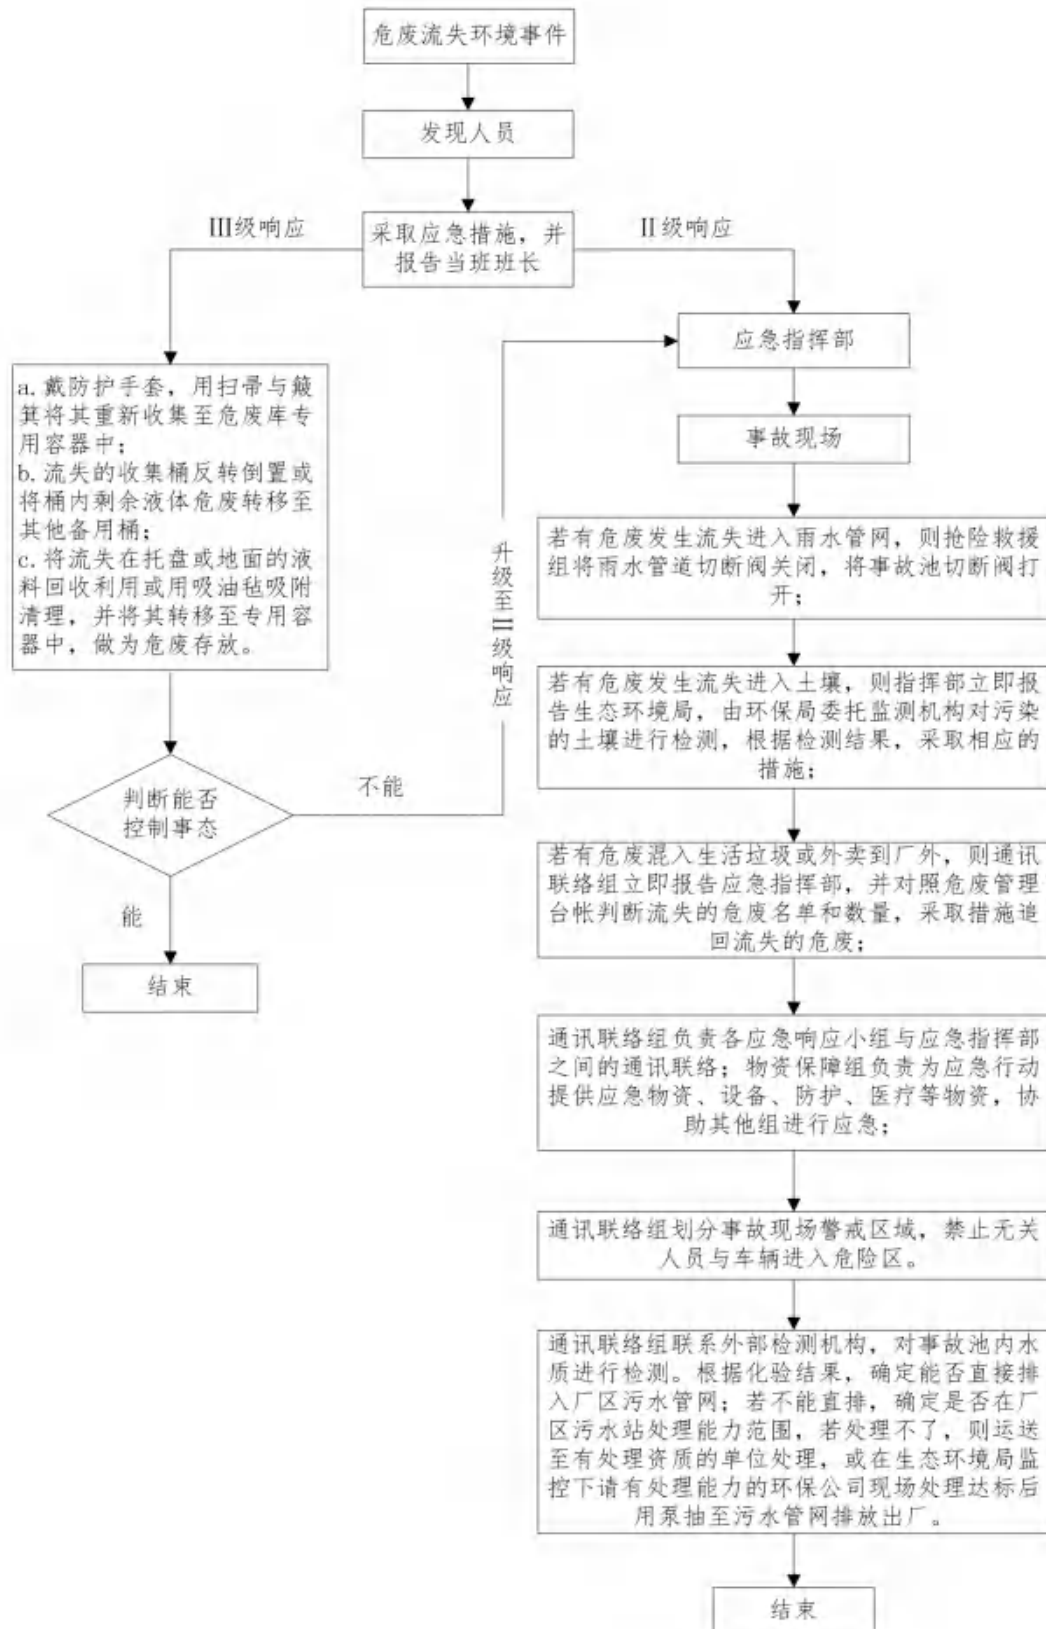 危废流失环境事件
发现人员
III级响应
采取应急措施，并
报告当班班长
II级响应
应急指挥部
a.戴防护手套，用扫帚与簸
箕将其重新收集至危废库专
用容器中；
b.流失的收集桶反转倒置或
将桶内剩余液体危废转移至
其他备用桶；
c.将流失在托盘或地面的液
料回收利用或用吸油毡吸附
清理，并将其转移至专用容
器中，做为危废存放。
判断能否
控制事态
不能
能
结束
升级至II级响应
事故现场
若有危废发生流失进入雨水管网，则抢险救援
组将雨水管道切断阀关闭，将事故池切断阀打
开；
若有危废发生流失进入土壤，则指挥部立即报
告生态环境局，由环保局委托监测机构对污染
的土壤进行检测，根据检测结果，采取相应的
措施；
若有危废混入生活垃圾或外卖到厂外，则通讯
联络组立即报告应急指挥部，并对照危废管理
台帐判断流失的危废名单和数量，采取措施追
回流失的危废；
通讯联络组负责各应急响应小组与应急指挥部
之间的通讯联络；物资保障组负责为应急行动
提供应急物资、设备、防护、医疗等物资，协
助其他组进行应急；
通讯联络组划分事故现场警戒区域，禁止无关
人员与车辆进入危险区。
通讯联络组联系外部检测机构，对事故池内水
质进行检测。根据化验结果，确定能否直接排
入厂区污水管网；若不能直排，确定是否在厂
区污水站处理能力范围，若处理不了，则运送
至有处理资质的单位处理，或在生态环境局监
控下请有处理能力的环保公司现场处理达标后
用泵抽至污水管网排放出厂。
结束